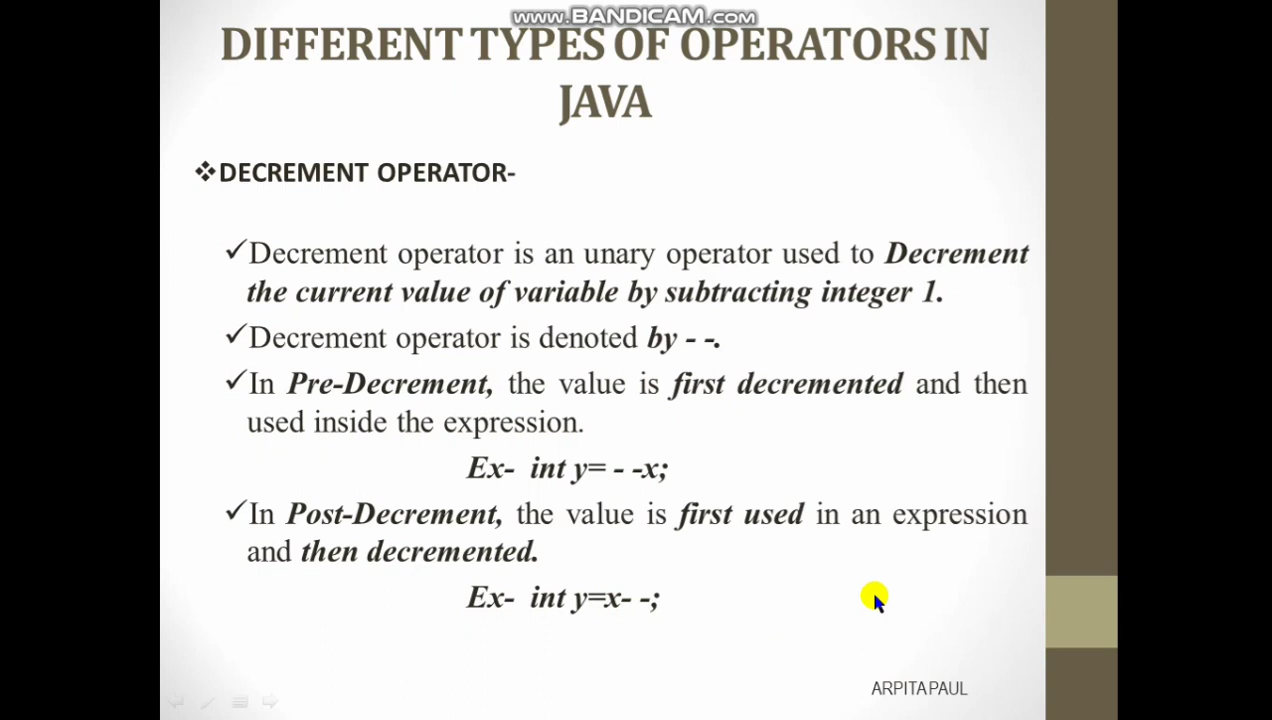 www.BANDICAM.com
DIFFERENT TYPES OF OPERATORS IN
JAVA
❖DECREMENT OPERATOR-
✓Decrement operator is an unary operator used to Decrement
the current value of variable by subtracting integer 1.
✓Decrement operator is denoted by - -.
✓In Pre-Decrement, the value is first decremented and then
used inside the expression.
Ex- int y= - -x;
✓In Post-Decrement, the value is first used in an expression
and then decremented.
Ex- int y=x- -;
ARPITA PAUL